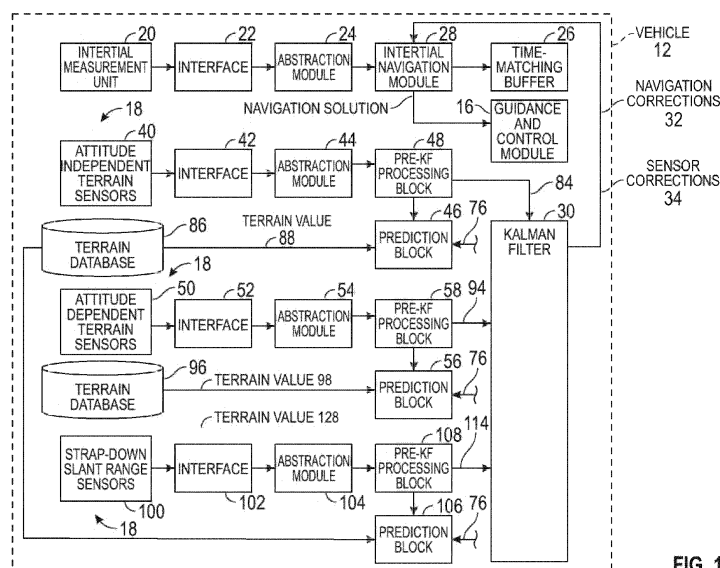 20
22
24
28
26
VEHICLE
12
INTERTIAL
MEASUREMENT
UNIT
INTERFACE
ABSTRACTION
MODULE
INTERTIAL
NAVIGATION
MODULE
TIME-
MATCHING
BUFFER
NAVIGATION
CORRECTIONS
32
NAVIGATION SOLUTION
16
GUIDANCE
AND
CONTROL
MODULE
18
40
42
44
48
ATTITUDE
INDEPENDENT
TERRAIN
SENSORS
INTERFACE
ABSTRACTION
MODULE
PRE-KF
PROCESSING
BLOCK
84
SENSOR
CORRECTIONS
34
86
TERRAIN VALUE
88
46
76
30
TERRAIN
DATABASE
PREDICTION
BLOCK
KALMAN
FILTER
18
50
52
54
58
94
ATTITUDE
DEPENDENT
TERRAIN
SENSORS
INTERFACE
ABSTRACTION
MODULE
PRE-KF
PROCESSING
BLOCK
96
TERRAIN VALUE 98
56
76
TERRAIN
DATABASE
PREDICTION
BLOCK
TERRAIN VALUE 128
108
114
STRAP-DOWN
SLANT RANGE
SENSORS
INTERFACE
ABSTRACTION
MODULE
PRE-KF
PROCESSING
BLOCK
100
102
104
106
76
18
PREDICTION
BLOCK
FIG. 1